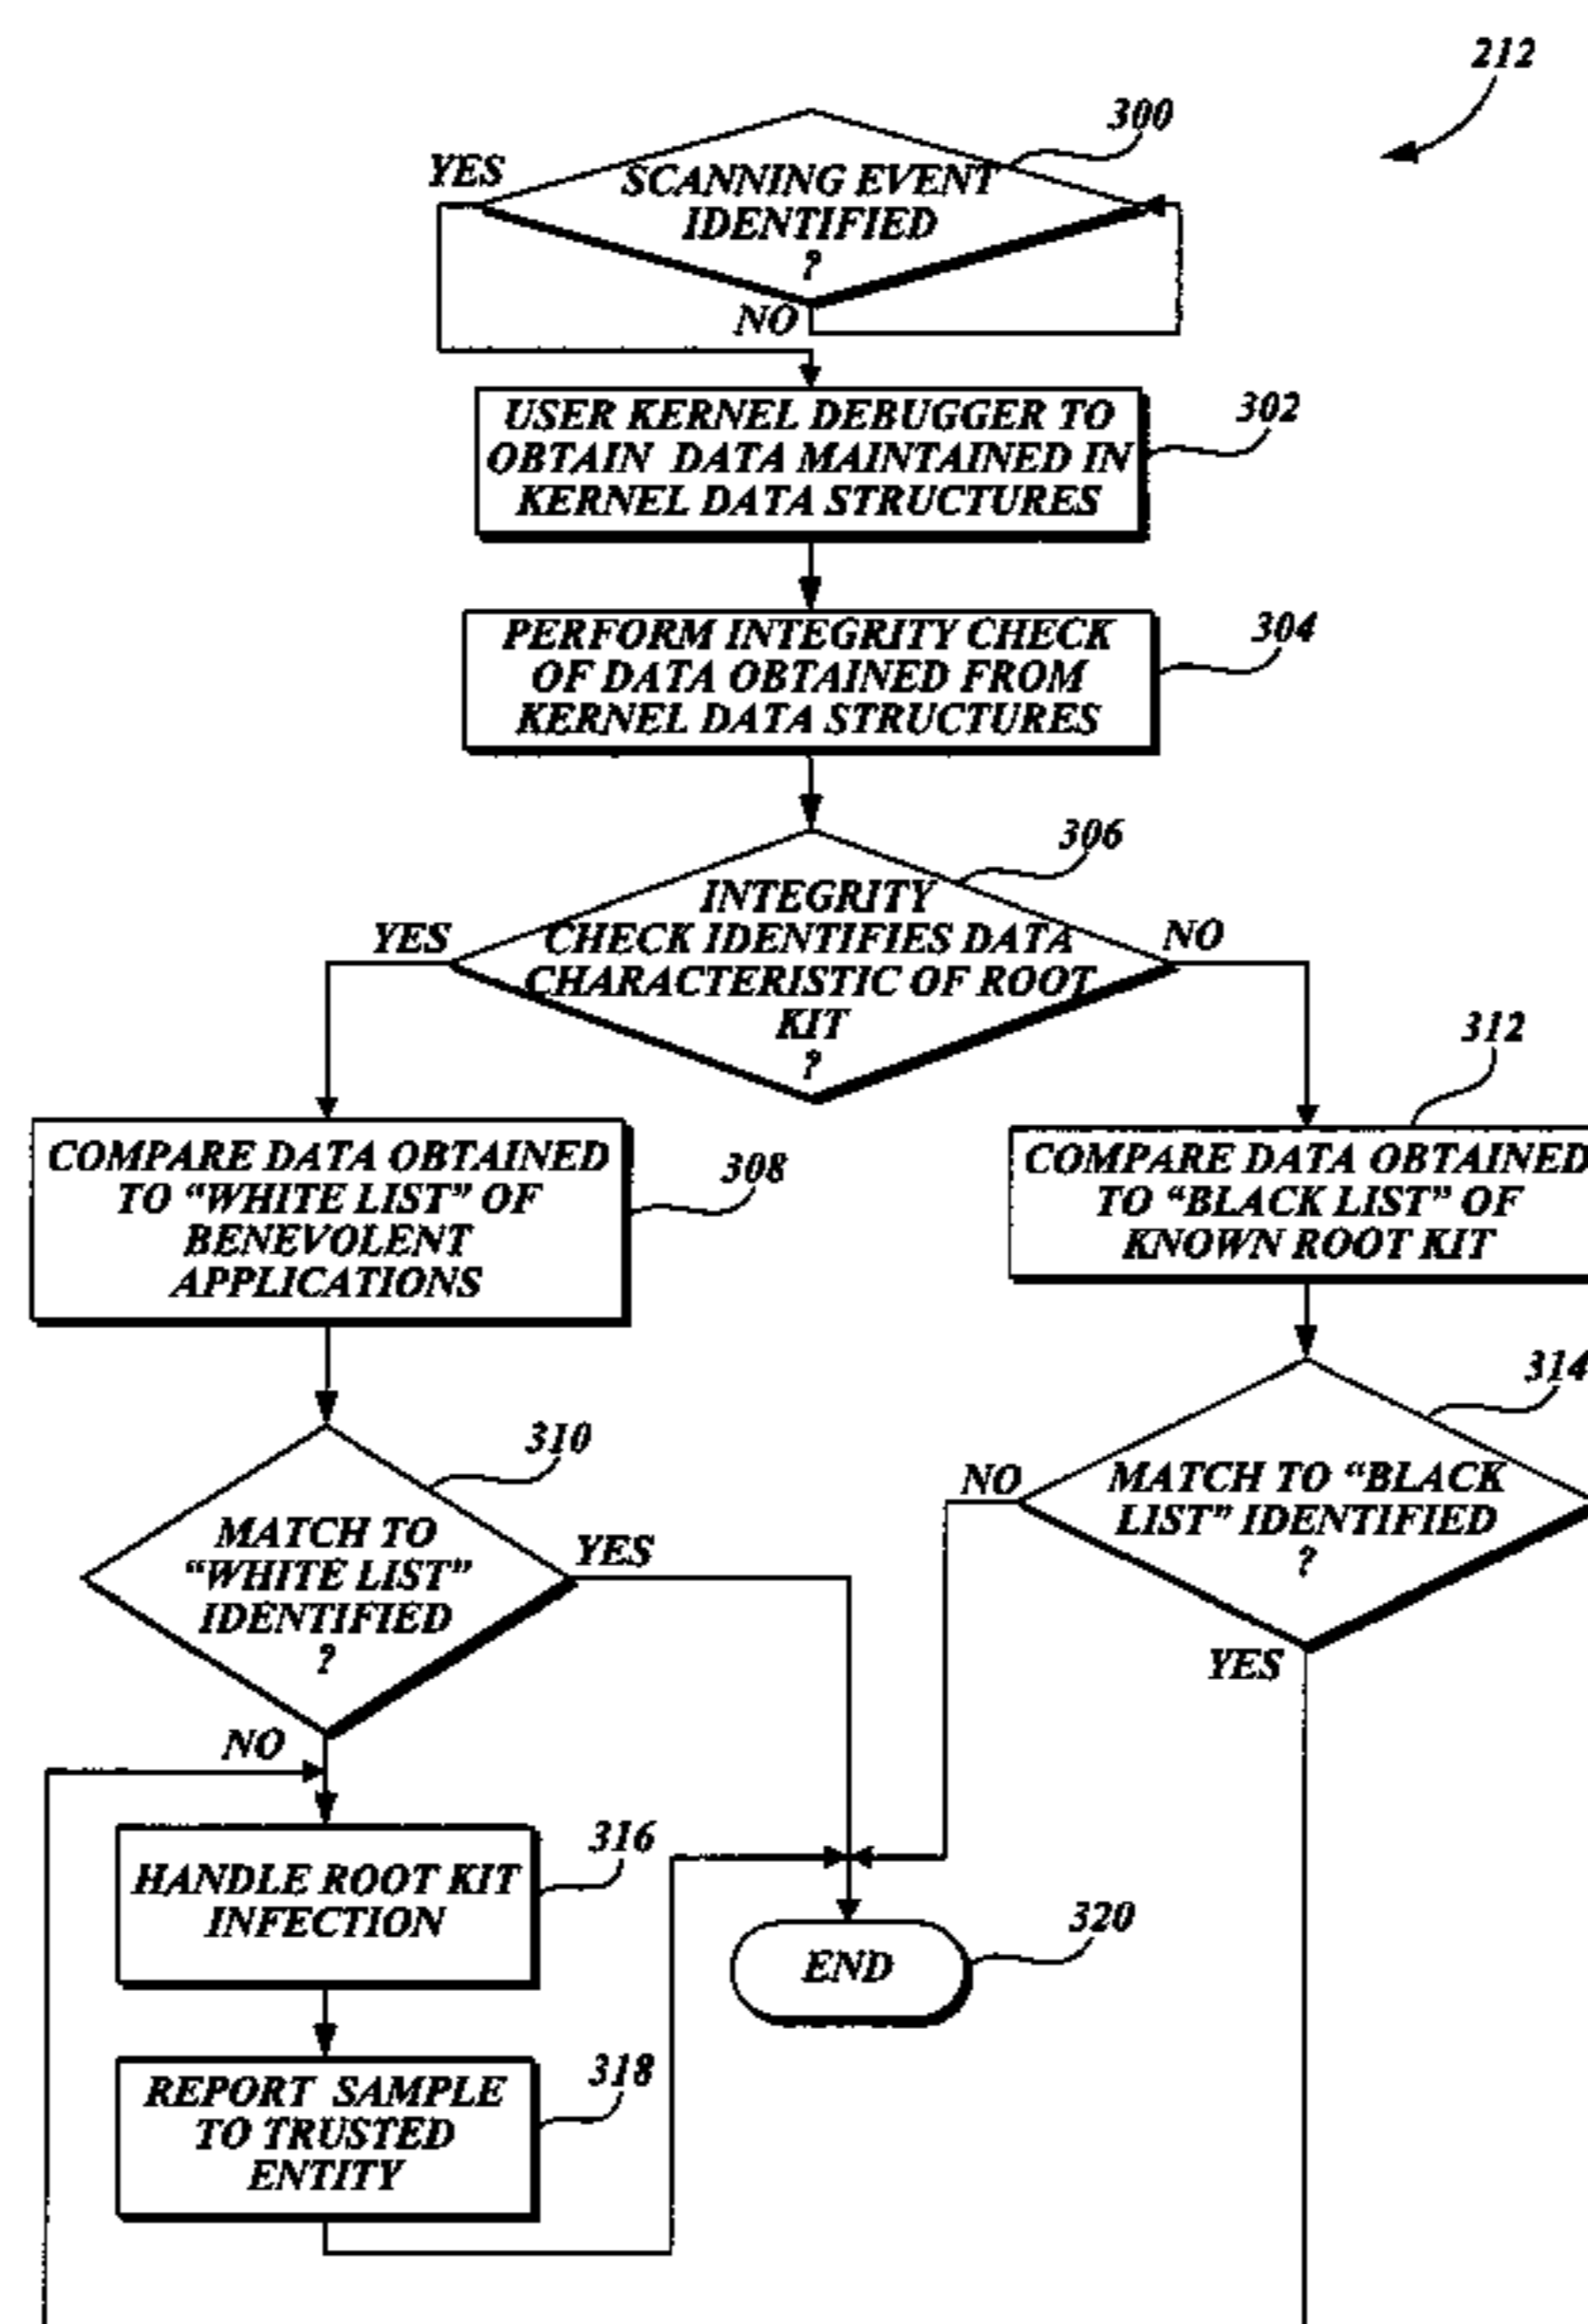 212
300
YES
SCANNING EVENT
IDENTIFIED
?
NO
USER KERNEL DEBUGGER TO
OBTAIN DATA MAINTAINED IN
KERNEL DATA STRUCTURES
302
PERFORM INTEGRITY CHECK
OF DATA OBTAINED FROM
KERNEL DATA STRUCTURES
304
306
INTEGRITY
CHECK IDENTIFIES DATA
CHARACTERISTIC OF ROOT
KIT
?
YES
NO
312
COMPARE DATA OBTAINED
TO “WHITE LIST” OF
BENEVOLENT
APPLICATIONS
308
COMPARE DATA OBTAINED
TO “BLACK LIST” OF
KNOWN ROOT KIT
314
310
MATCH TO
“WHITE LIST”
IDENTIFIED
?
YES
NO
NO
MATCH TO “BLACK
LIST” IDENTIFIED
?
YES
HANDLE ROOT KIT
INFECTION
316
END
320
REPORT SAMPLE
TO TRUSTED
ENTITY
318